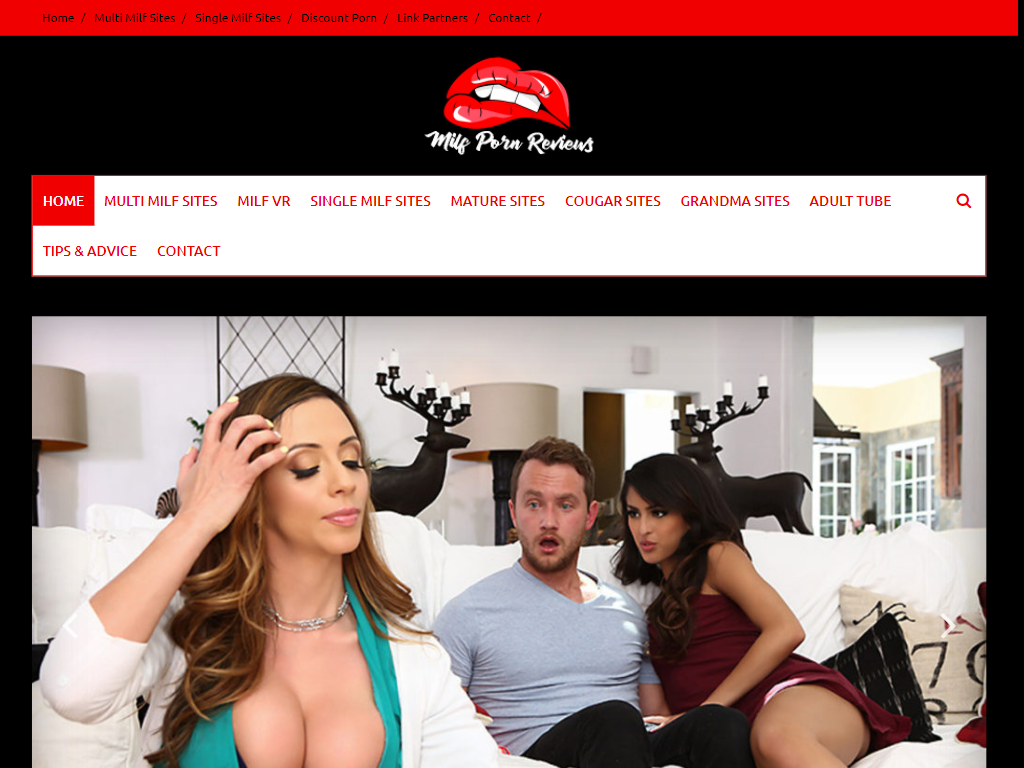 Home / Multi Milf Sites / Single Milf Sites / Discount Porn / Link Partners / Contact /
Milf Porn Reviews
HOME MULTI MILF SITES MILF VR SINGLE MILF SITES MATURE SITES COUGAR SITES GRANDMA SITES ADULT TUBE
TIPS & ADVICE CONTACT